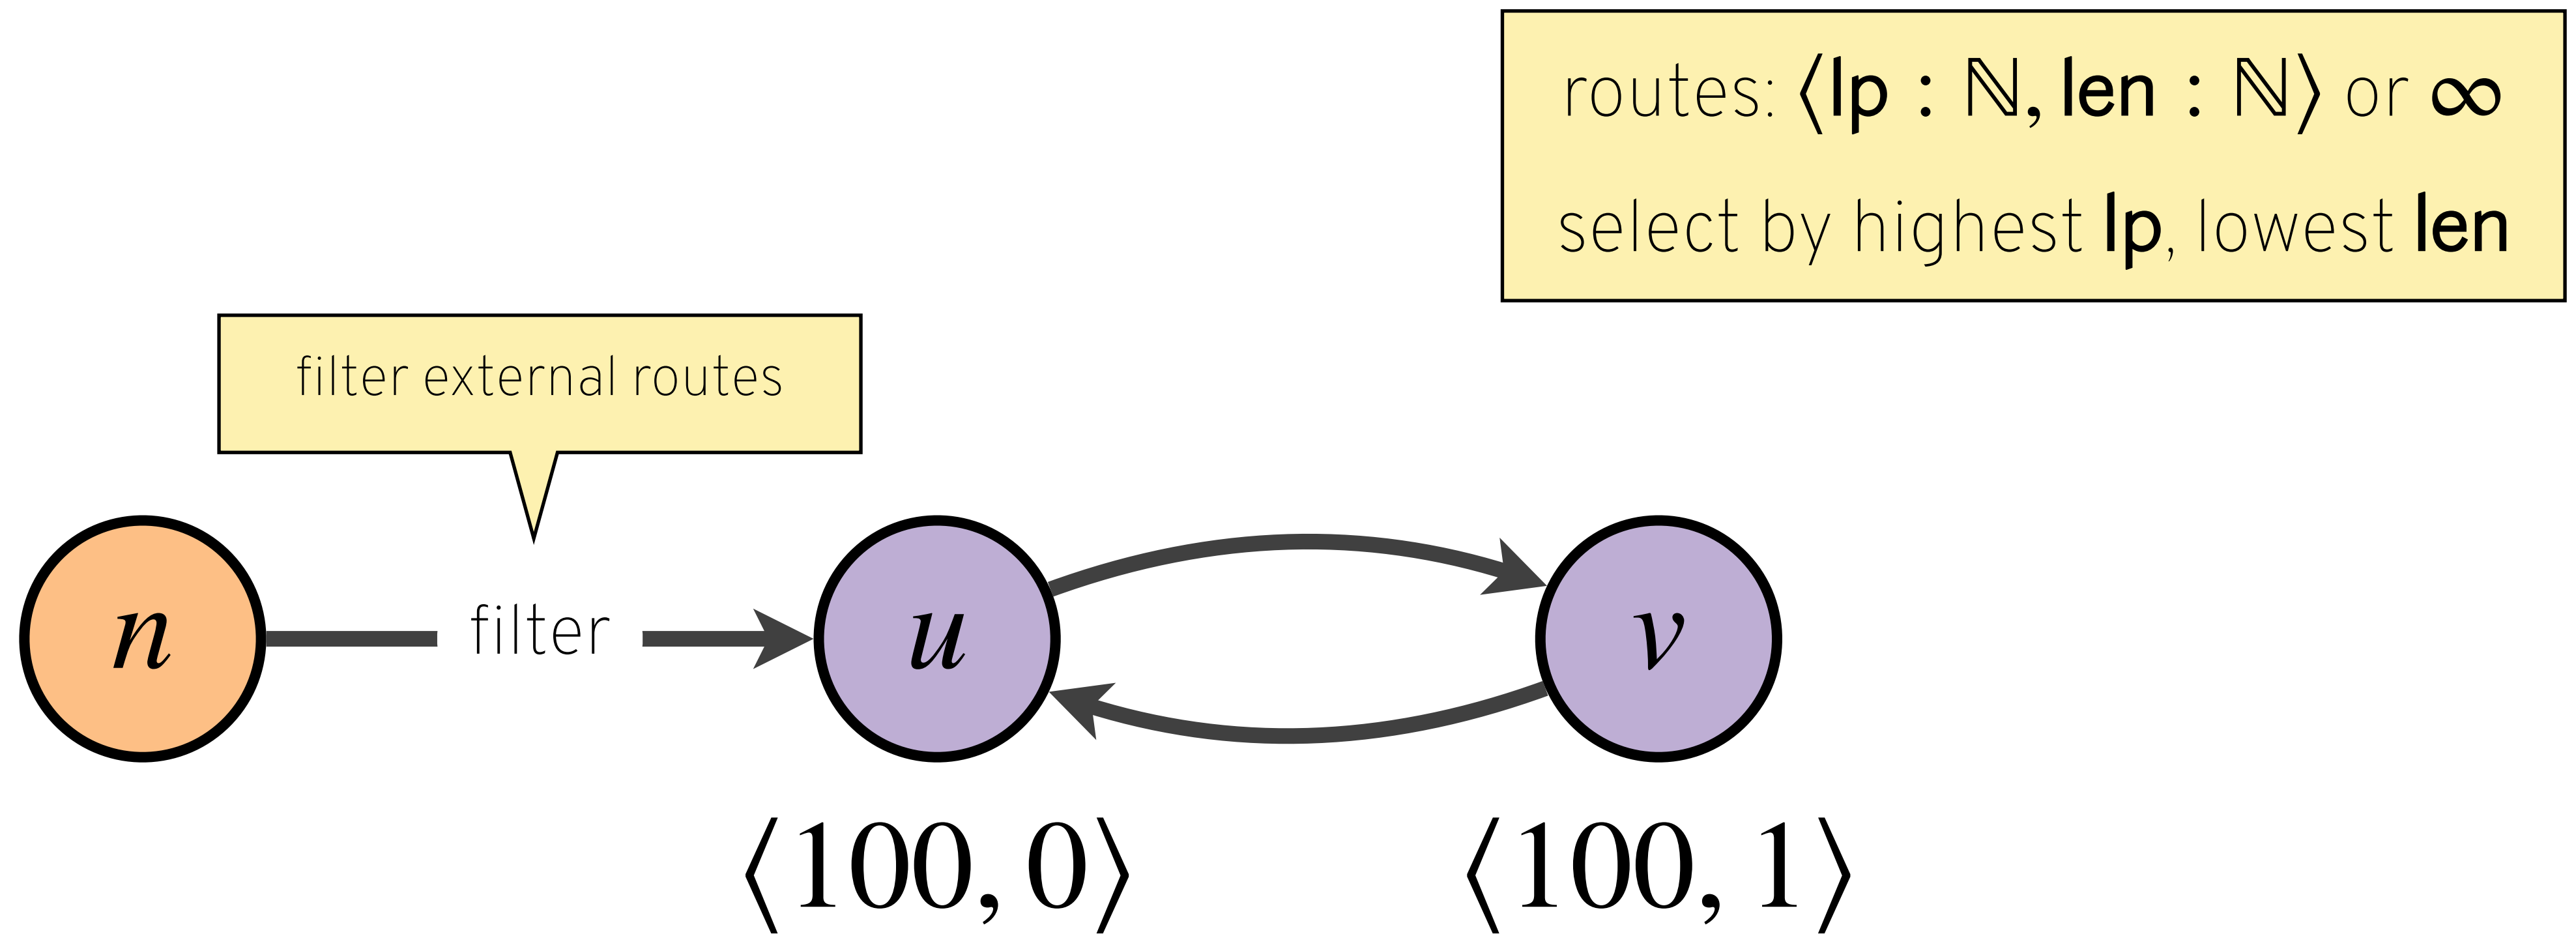 routes: ⟨lp : ℕ, len : ℕ⟩ or ∞
select by highest lp, lowest len
filter external routes
n
filter
u
v
⟨100, 0⟩
⟨100, 1⟩